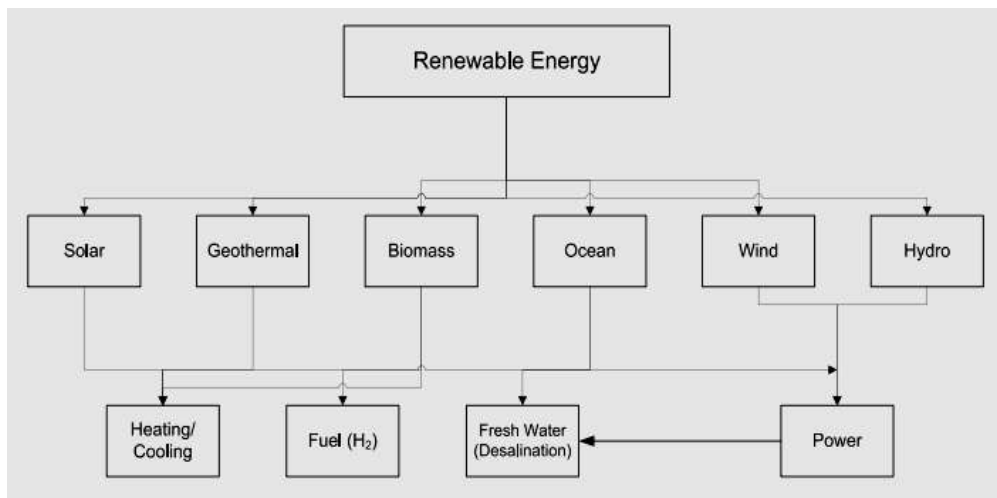 Renewable Energy
Solar
Geothermal
Biomass
Ocean
Wind
Hydro
Heating/
Cooling
Fuel (H₂)
Fresh Water
(Desalination)
Power